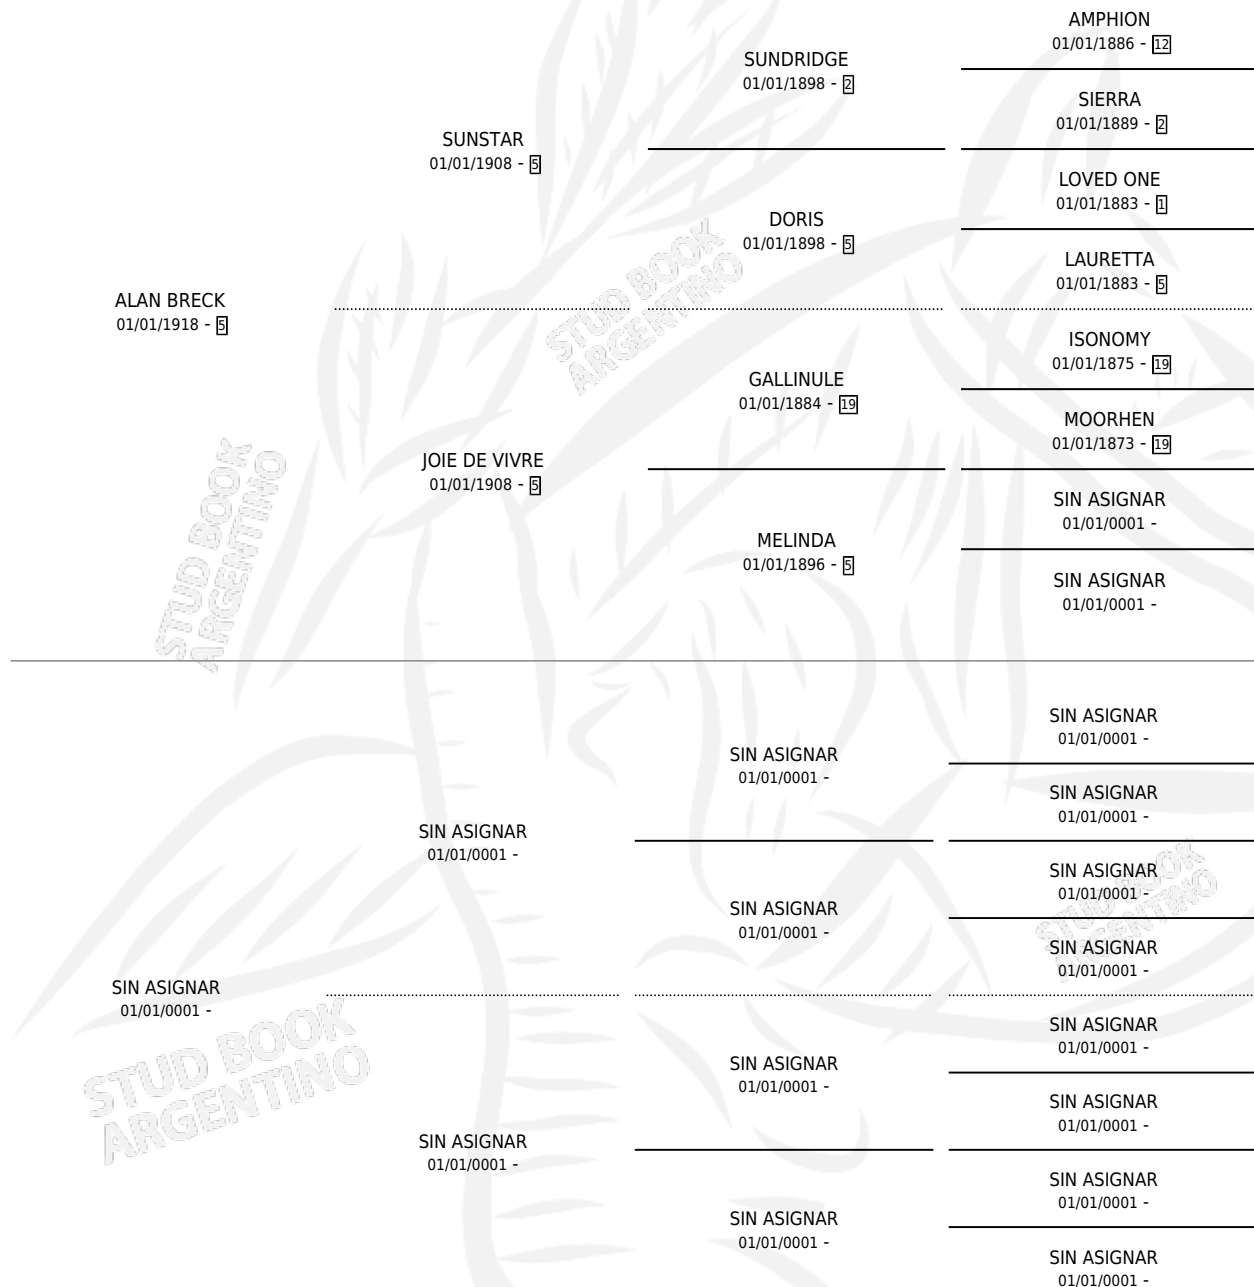 AMPHION
01/01/1886 - 12
SUNDRIDGE
01/01/1898 - 2
SIERRA
01/01/1889 - 2
SUNSTAR
01/01/1908 - 5
LOVED ONE
01/01/1883 - 1
DORIS
01/01/1898 - 5
LAURETTA
01/01/1883 - 5
ALAN BRECK
01/01/1918 - 5
STUD BOOK
ARGENTINO
ISONOMY
01/01/1875 - 19
GALLINULE
01/01/1884 - 19
MOORHEN
01/01/1873 - 19
JOIE DE VIVRE
01/01/1908 - 5
SIN ASIGNAR
01/01/0001 -
MELINDA
01/01/1896 - 5
SIN ASIGNAR
01/01/0001 -
STUD BOOK
ARGENTINO
SIN ASIGNAR
01/01/0001 -
SIN ASIGNAR
01/01/0001 -
SIN ASIGNAR
01/01/0001 -
SIN ASIGNAR
01/01/0001 -
SIN ASIGNAR
01/01/0001 -
SIN ASIGNAR
01/01/0001 -
SIN ASIGNAR
01/01/0001 -
STUD BOOK
ARGENTINO
SIN ASIGNAR
01/01/0001 -
SIN ASIGNAR
01/01/0001 -
SIN ASIGNAR
01/01/0001 -
SIN ASIGNAR
01/01/0001 -
STUD BOOK
ARGENTINO
SIN ASIGNAR
01/01/0001 -
SIN ASIGNAR
01/01/0001 -
SIN ASIGNAR
01/01/0001 -
SIN ASIGNAR
01/01/0001 -